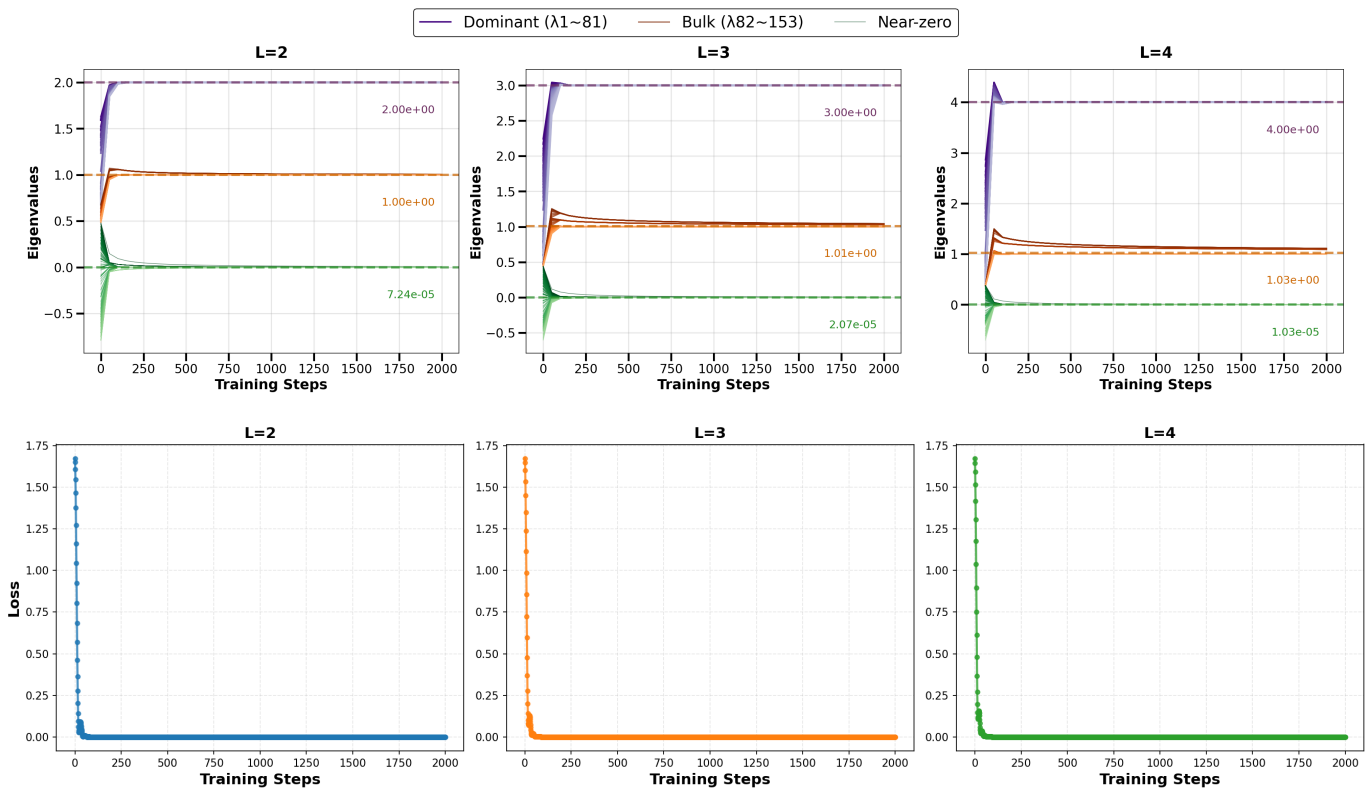 Dominant (λ1~81) Bulk (λ82~153) Near-zero
L=2 L=3 L=4
Eigenvalues
2.0
1.5
1.0
0.5
0.0
−0.5
2.00e+00
1.00e+00
7.24e-05
0 250 500 750 1000 1250 1500 1750 2000
Training Steps
Eigenvalues
3.0
2.5
2.0
1.5
1.0
0.5
0.0
−0.5
3.00e+00
1.01e+00
2.07e-05
0 250 500 750 1000 1250 1500 1750 2000
Training Steps
Eigenvalues
4
3
2
1
0
4.00e+00
1.03e+00
1.03e-05
0 250 500 750 1000 1250 1500 1750 2000
Training Steps
L=2 L=3 L=4
Loss
1.75
1.50
1.25
1.00
0.75
0.50
0.25
0.00
0 250 500 750 1000 1250 1500 1750 2000
Training Steps
1.75
1.50
1.25
1.00
0.75
0.50
0.25
0.00
0 250 500 750 1000 1250 1500 1750 2000
Training Steps
1.75
1.50
1.25
1.00
0.75
0.50
0.25
0.00
0 250 500 750 1000 1250 1500 1750 2000
Training Steps